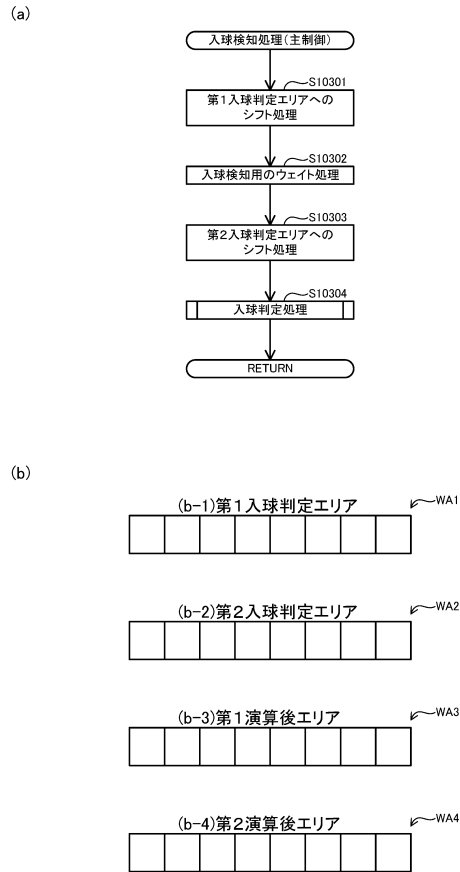 (a)
入球検知処理(主制御)
S10301
第1入球判定エリアへの
シフト処理
S10302
入球検知用のウェイト処理
S10303
第2入球判定エリアへの
シフト処理
S10304
入球判定処理
RETURN
(b)
(b-1)第1入球判定エリア
WA1
(b-2)第2入球判定エリア
WA2
(b-3)第1演算後エリア
WA3
(b-4)第2演算後エリア
WA4